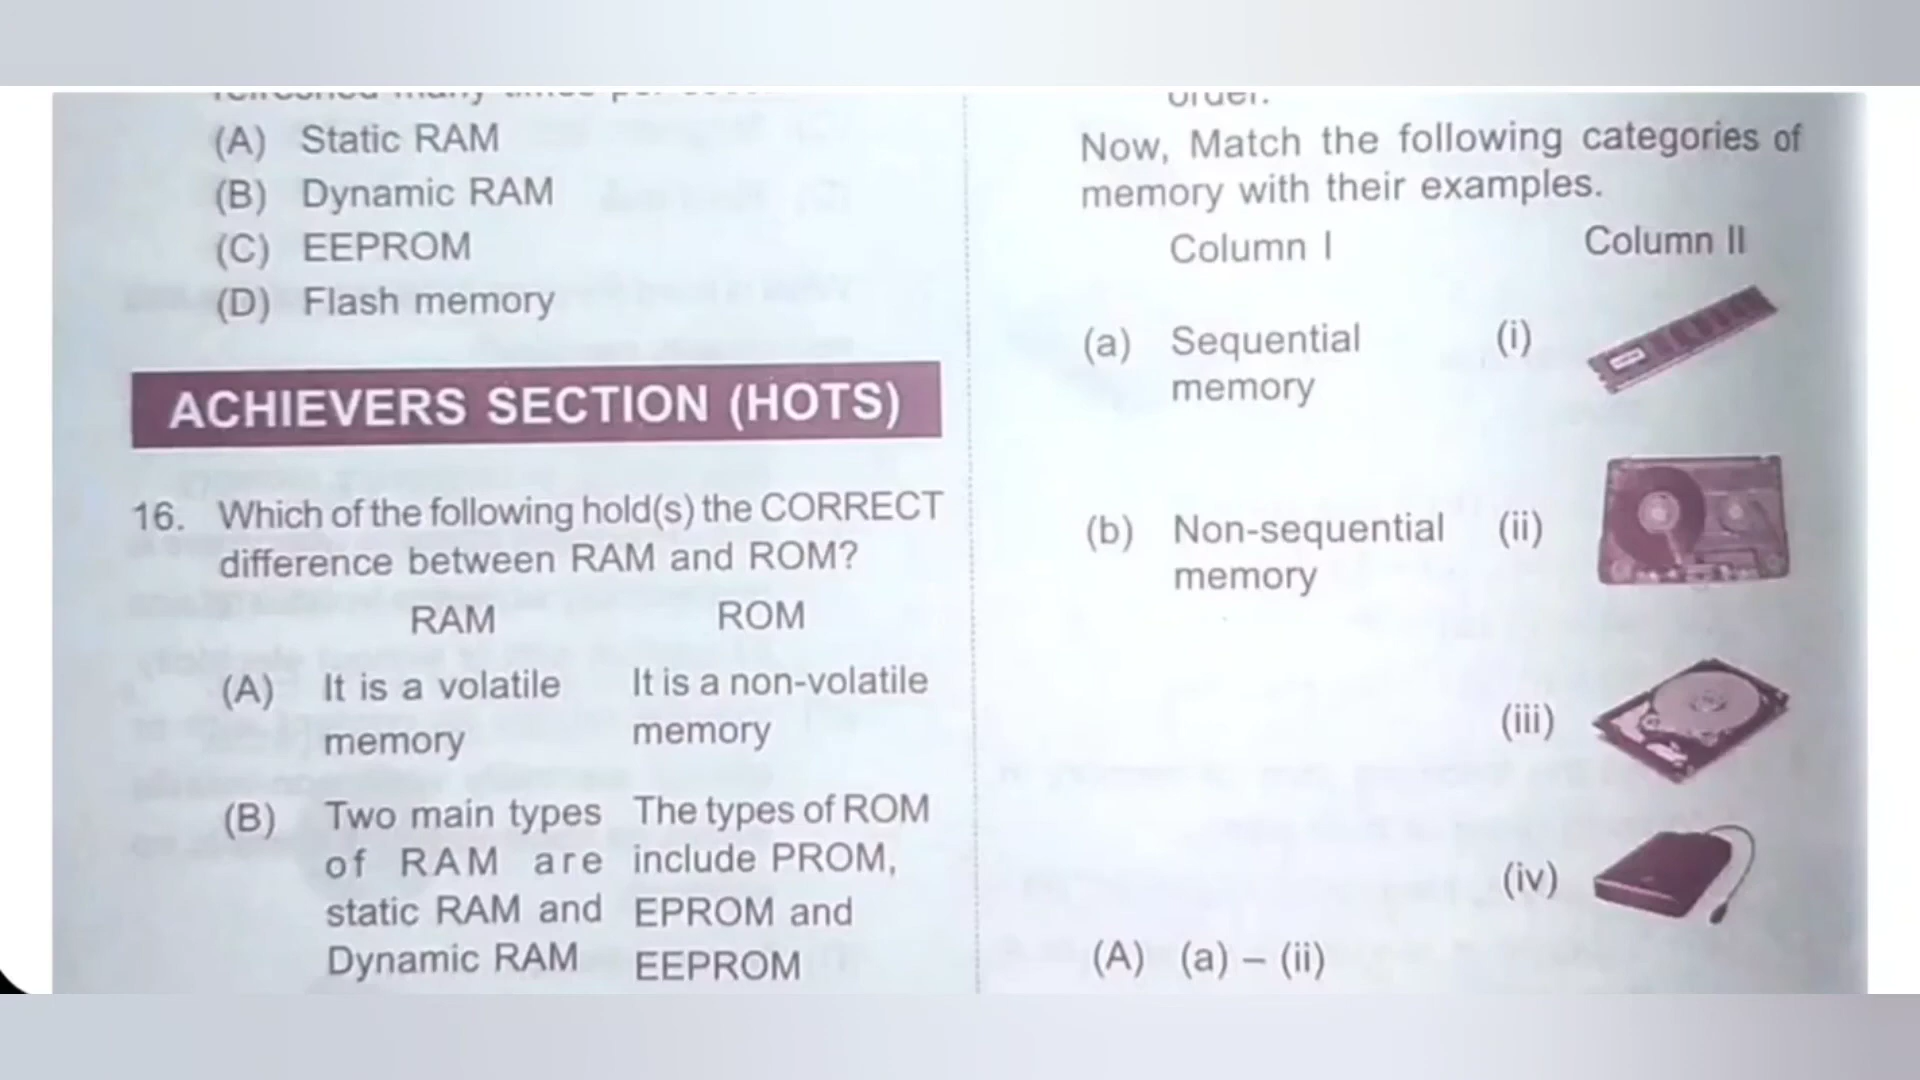 (A) Static RAM
(B) Dynamic RAM
(C) EEPROM
(D) Flash memory
ACHIEVERS SECTION (HOTS)
16. Which of the following hold(s) the CORRECT
difference between RAM and ROM?
RAM ROM
(A) It is a volatile It is a non-volatile
memory memory
(B) Two main types The types of ROM
of RAM are include PROM,
static RAM and EPROM and
Dynamic RAM EEPROM
order.
Now, Match the following categories of
memory with their examples.
Column I Column II
(a) Sequential (i)
memory
(b) Non-sequential (ii)
memory
(iii)
(iv)
(A) (a) – (ii)